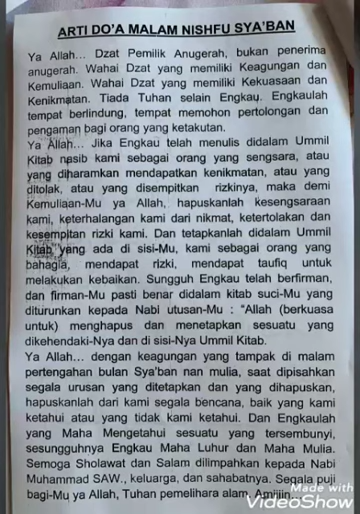 ARTI DO'A MALAM NISHFU SYA'BAN
Ya Allah... Dzat Pemilik Anugerah, bukan penerima
anugerah. Wahai Dzat yang memiliki Keagungan dan
Kemuliaan. Wahai Dzat yang memiliki Kekuasaan dan
Kenikmatan. Tiada Tuhan selain Engkau. Engkaulah
tempat berlindung, tempat memohon pertolongan dan
pengaman bagi orang yang ketakutan.
Ya Allah... Jika Engkau telah menulis didalam Ummil
Kitab nasib kami sebagai orang yang sengsara, atau
yang diharamkan mendapatkan kenikmatan, atau yang
ditolak, atau yang disempitkan rizkinya, maka demi
Kemuliaan-Mu ya Allah, hapuskanlah kesengsaraan
kami, keterhalangan kami dari nikmat, ketertolakan dan
kesempitan rizki kami. Dan tetapkanlah didalam Ummil
Kitab yang ada di sisi-Mu, kami sebagai orang yang
bahagia, mendapat rizki, mendapat taufiq untuk
melakukan kebaikan. Sungguh Engkau telah berfirman,
dan firman-Mu pasti benar didalam kitab suci-Mu yang
diturunkan kepada Nabi utusan-Mu : "Allah (berkuasa
untuk) menghapus dan menetapkan sesuatu yang
dikehendaki-Nya dan di sisi-Nya Ummil Kitab.
Ya Allah... dengan keagungan yang tampak di malam
pertengahan bulan Sya'ban nan mulia, saat dipisahkan
segala urusan yang ditetapkan dan yang dihapuskan,
hapuskanlah dari kami segala bencana, baik yang kami
ketahui atau yang tidak kami ketahui. Dan Engkaulah
yang Maha Mengetahui sesuatu yang tersembunyi,
sesungguhnya Engkau Maha Luhur dan Maha Mulia.
Semoga Sholawat dan Salam dilimpahkan kepada Nabi
Muhammad SAW., keluarga, dan sahabatnya. Segala puji
bagi-Mu ya Allah, Tuhan pemelihara alam. Amiiin...
Made with
VideoShow